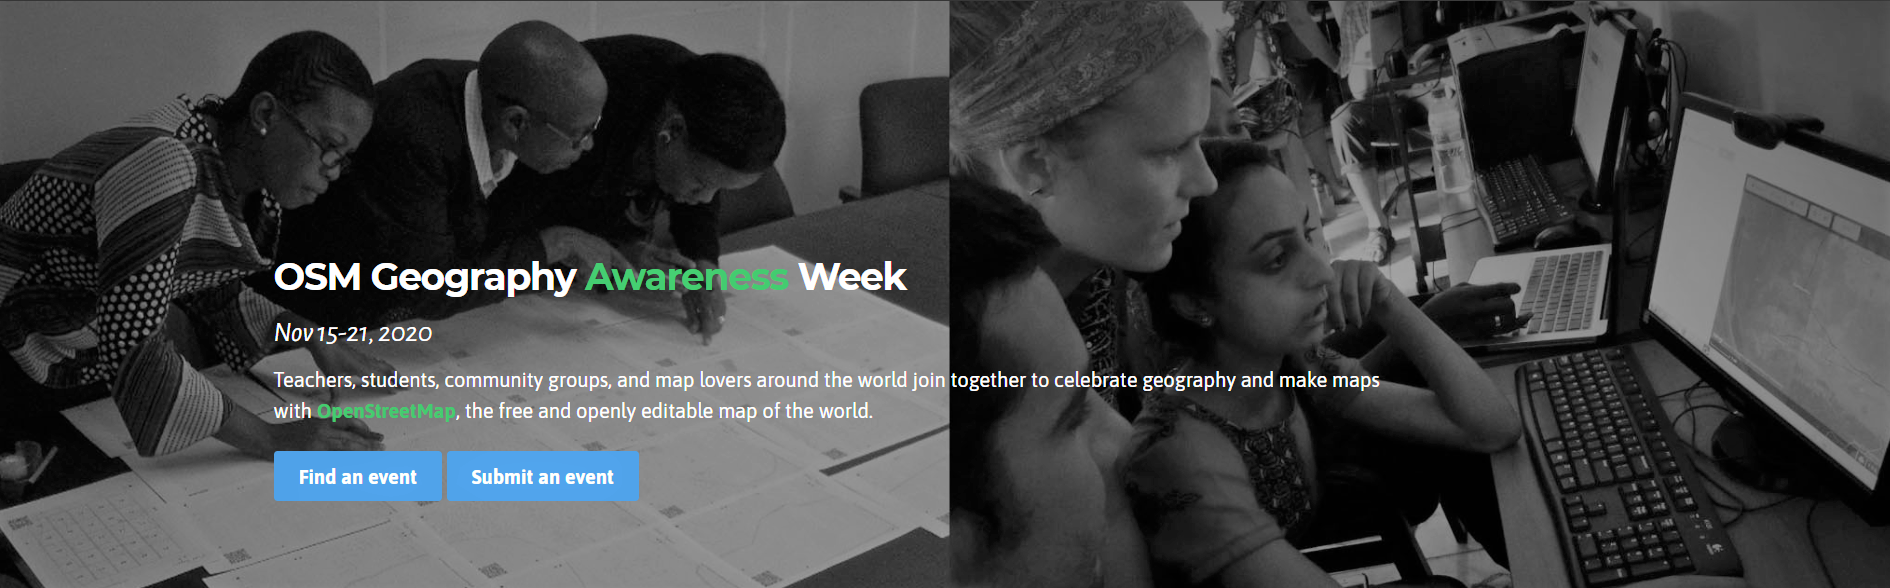 OSM Geography Awareness Week
Nov 15-21, 2020
Teachers, students, community groups, and map lovers around the world join together to celebrate geography and make maps
with OpenStreetMap, the free and openly editable map of the world.
Find an event
Submit an event